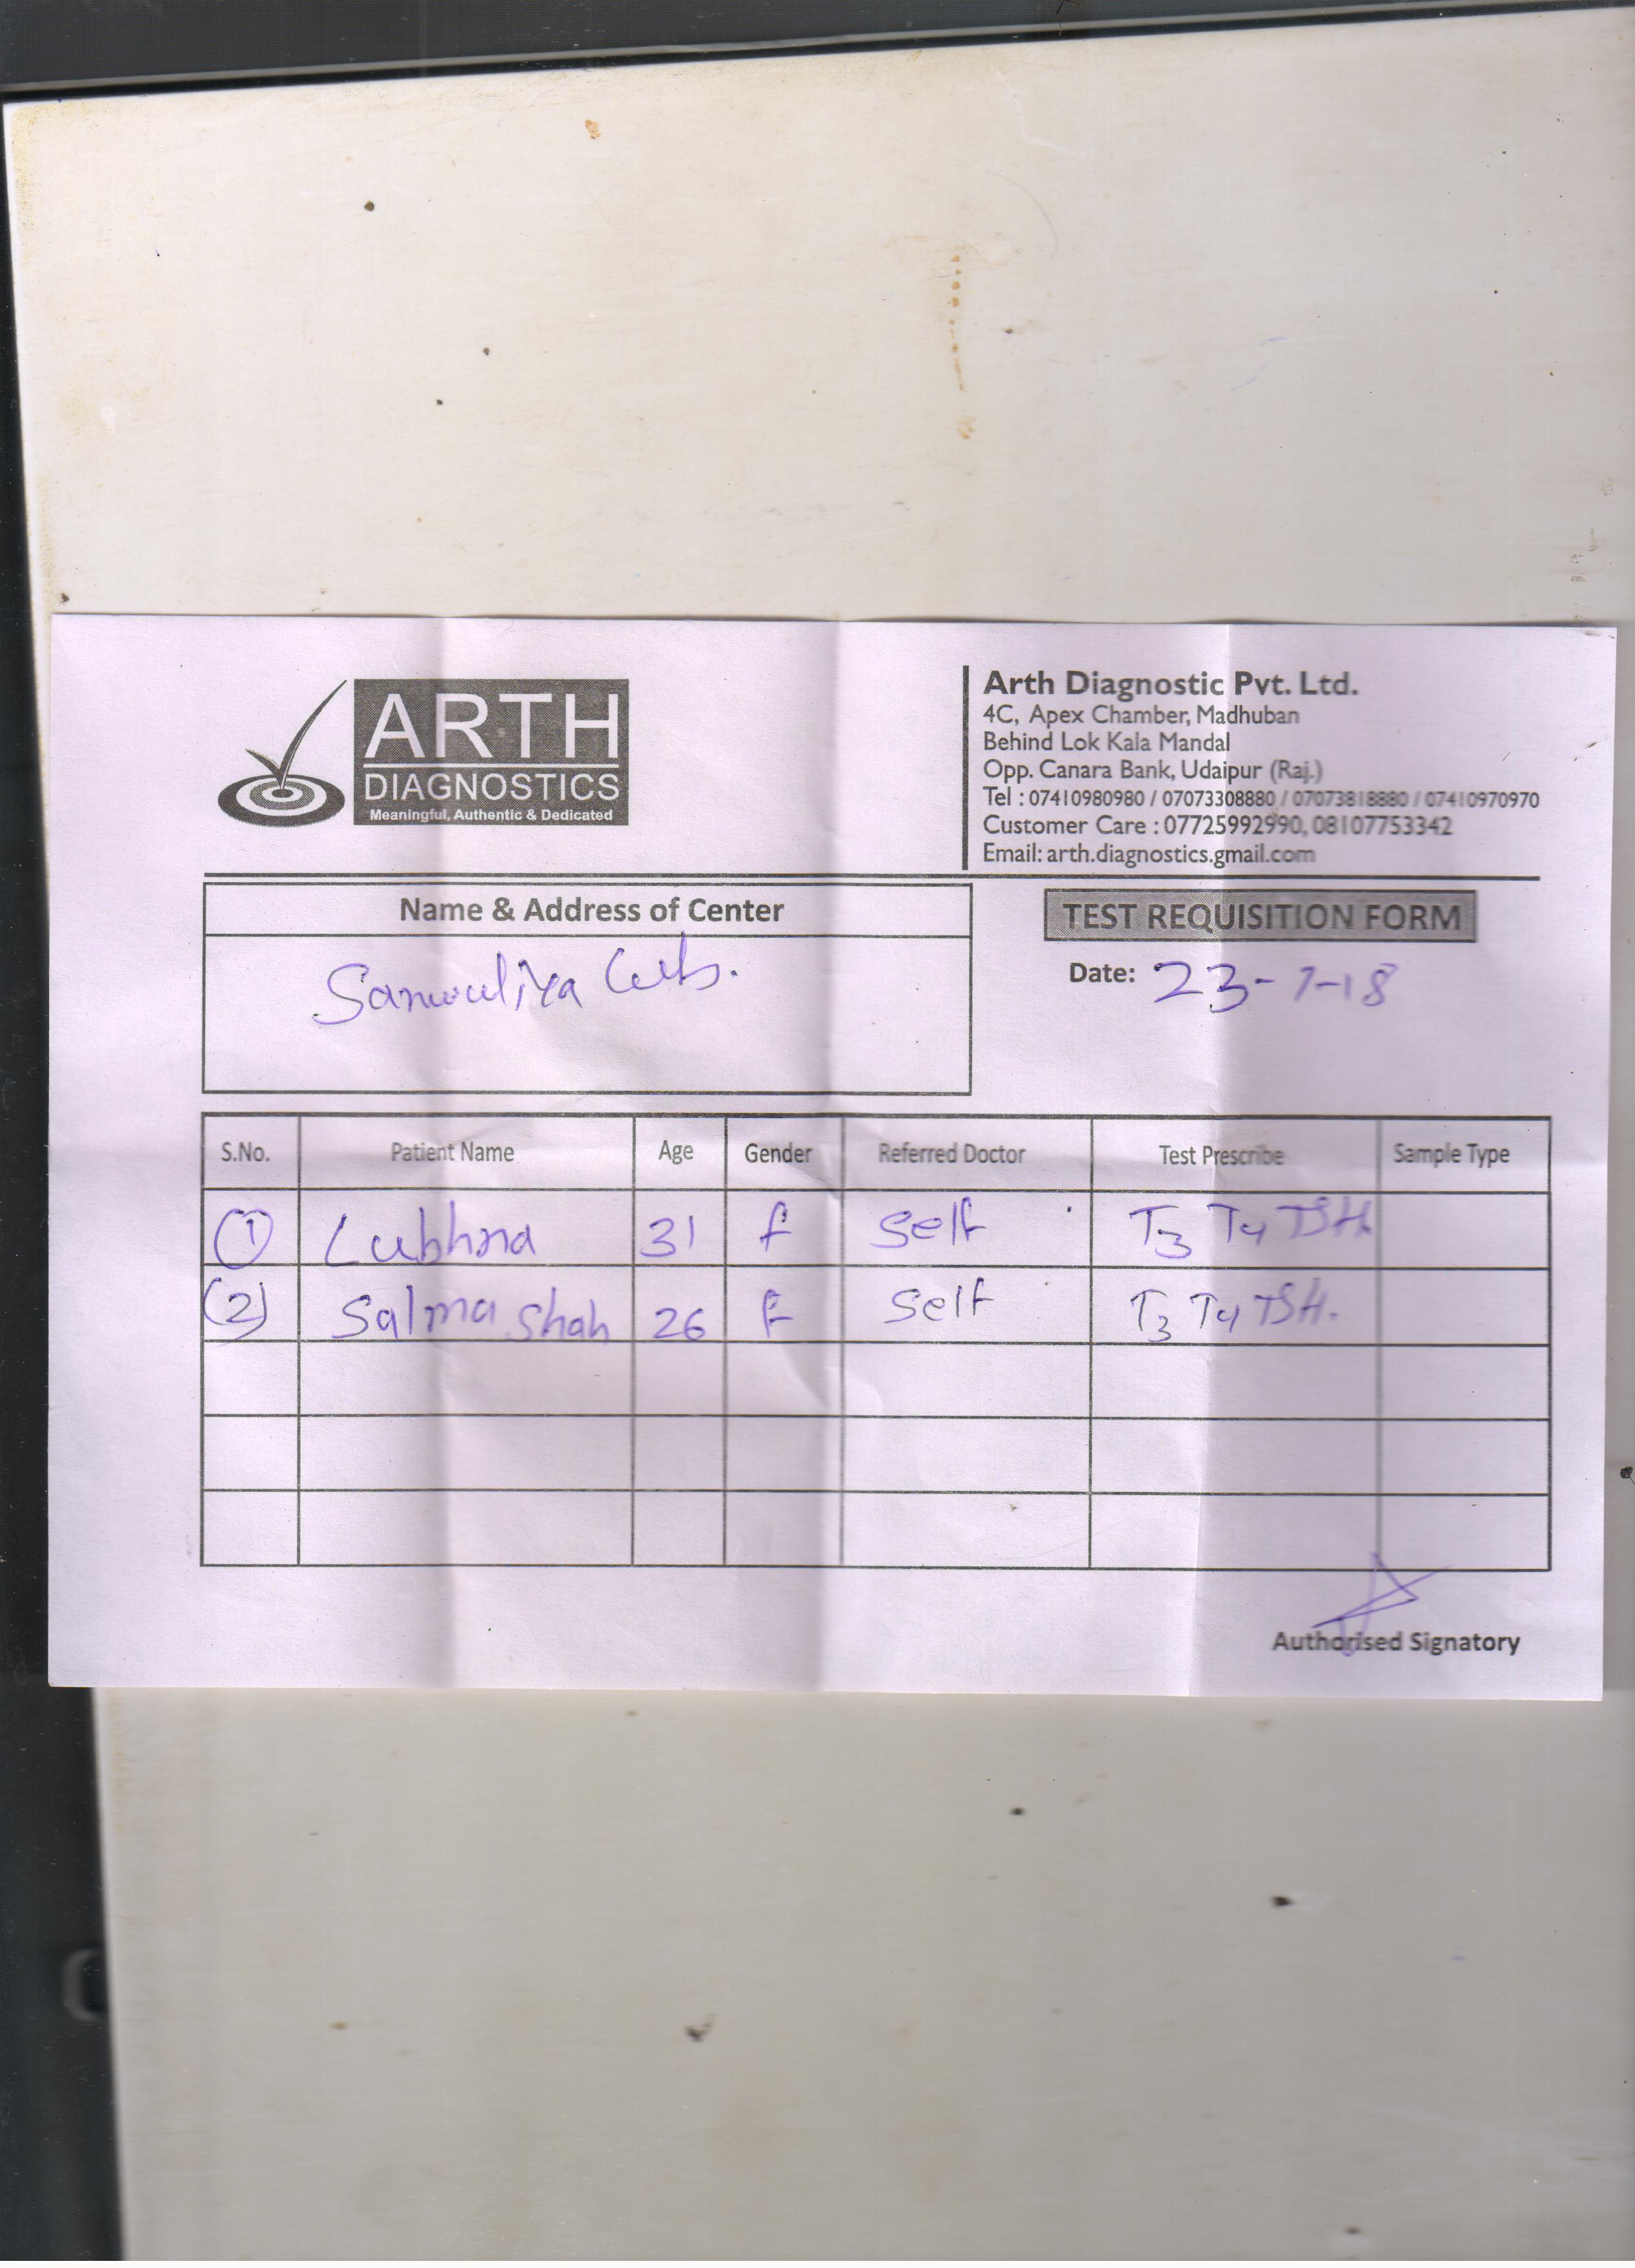 ARTH
DIAGNOSTICS
Meaningful, Authentic & Dedicated
Arth Diagnostic Pvt. Ltd.
4C, Apex Chamber, Madhuban
Behind Lok Kala Mandal
Opp. Canara Bank, Udaipur (Raj.)
Tel : 07410980980 / 07073308880 / 07073818880 / 07410970970
Customer Care : 07725992990, 08107753342
Email: arth.diagnostics.gmail.com
Name & Address of Center
TEST REQUISITION FORM
Date: 23-7-18
S.No. Patient Name Age Gender Referred Doctor Test Prescribe Sample Type
(1) Lubhna 31 f Self T3 T4 TSH.
(2) Salma Shah 26 F Self T3 T4 TSH.
Authorised Signatory